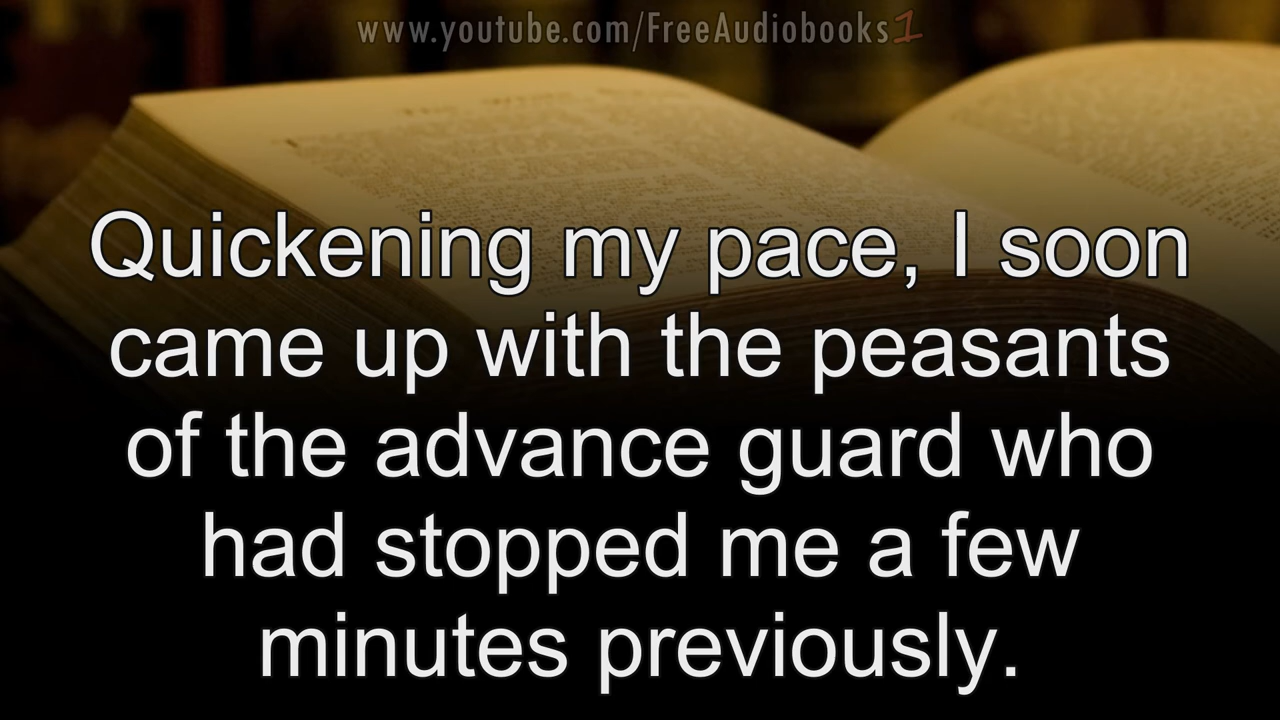 www.youtube.com/FreeAudiobooks1
Quickening my pace, I soon
came up with the peasants
of the advance guard who
had stopped me a few
minutes previously.